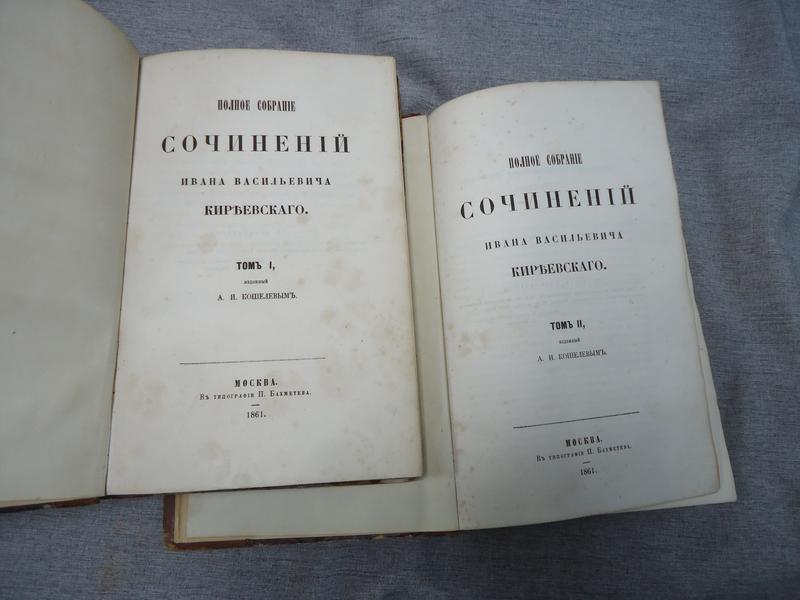 ПОЛНОЕ СОБРАНІЕ
СОЧИНЕНІЙ
ИВАНА ВАСИЛЬЕВИЧА
КИРѢЕВСКАГО.
ТОМЪ I,
изданный
А. И. КОШЕЛЕВЫМЪ.
МОСКВА.
Въ типографіи П. Бахметева.
1861.
ПОЛНОЕ СОБРАНІЕ
СОЧИНЕНІЙ
ИВАНА ВАСИЛЬЕВИЧА
КИРѢЕВСКАГО.
ТОМЪ II,
изданный
А. И. КОШЕЛЕВЫМЪ.
МОСКВА.
Въ типографіи П. Бахметева.
1861.